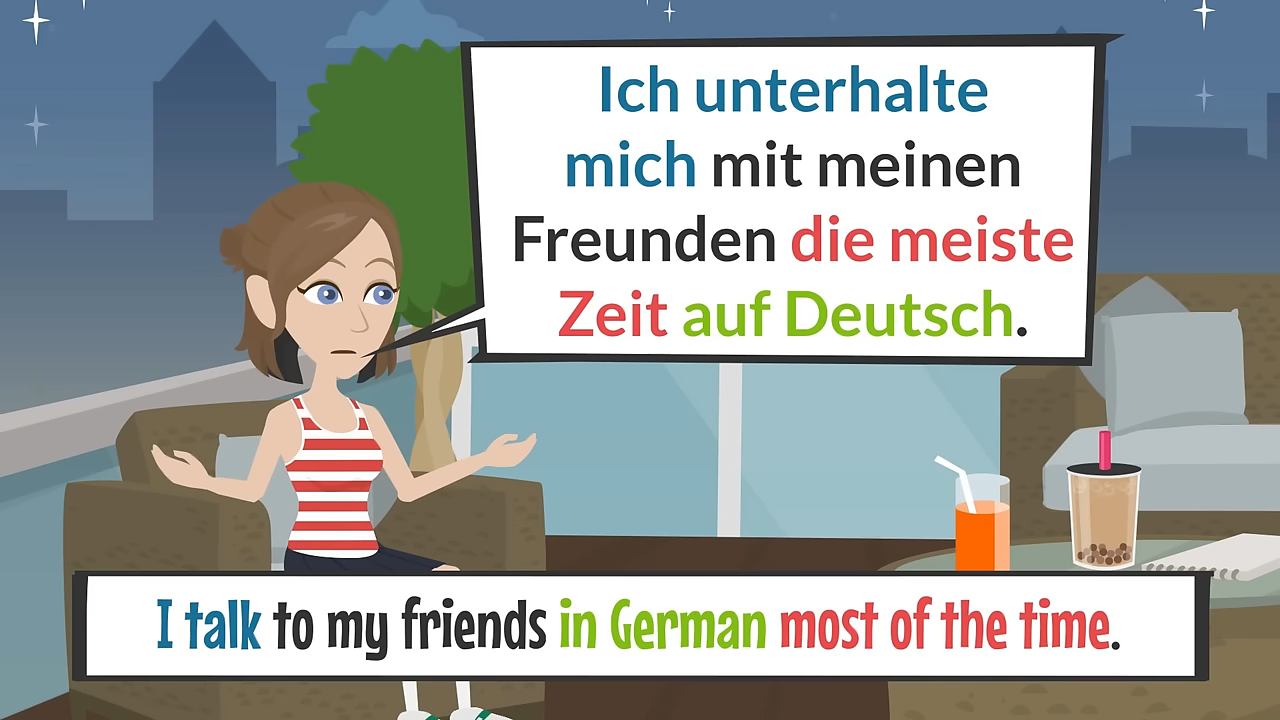 Ich unterhalte
mich mit meinen
Freunden die meiste
Zeit auf Deutsch.
I talk to my friends in German most of the time.